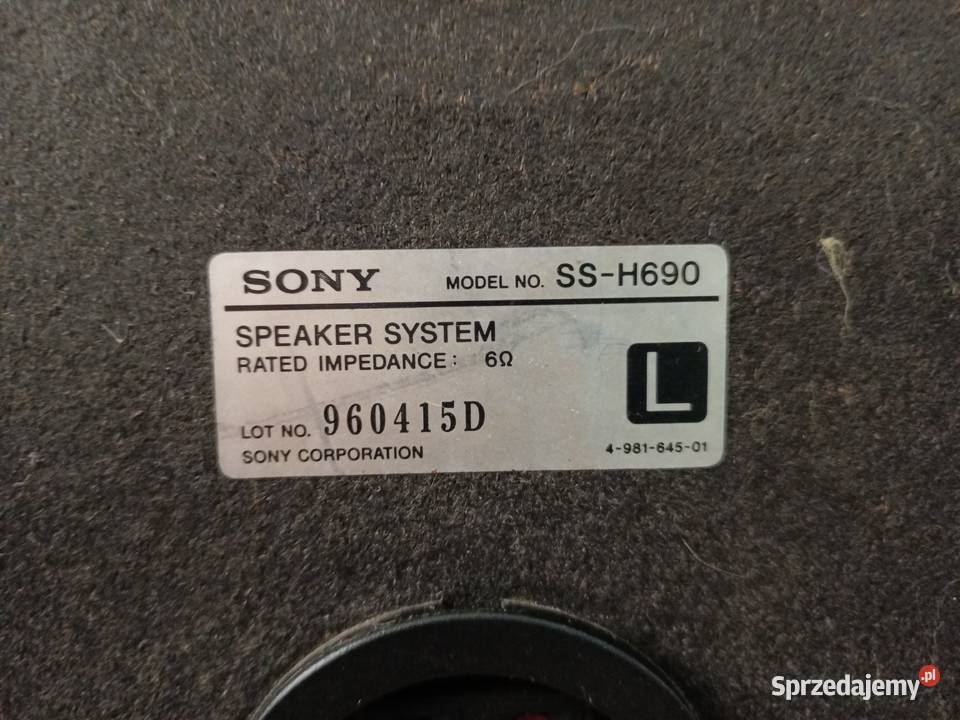 SONY MODEL NO. SS-H690
SPEAKER SYSTEM
RATED IMPEDANCE: 6Ω
L
LOT NO. 960415D
SONY CORPORATION 4-981-645-01
Sprzedajemy.pl